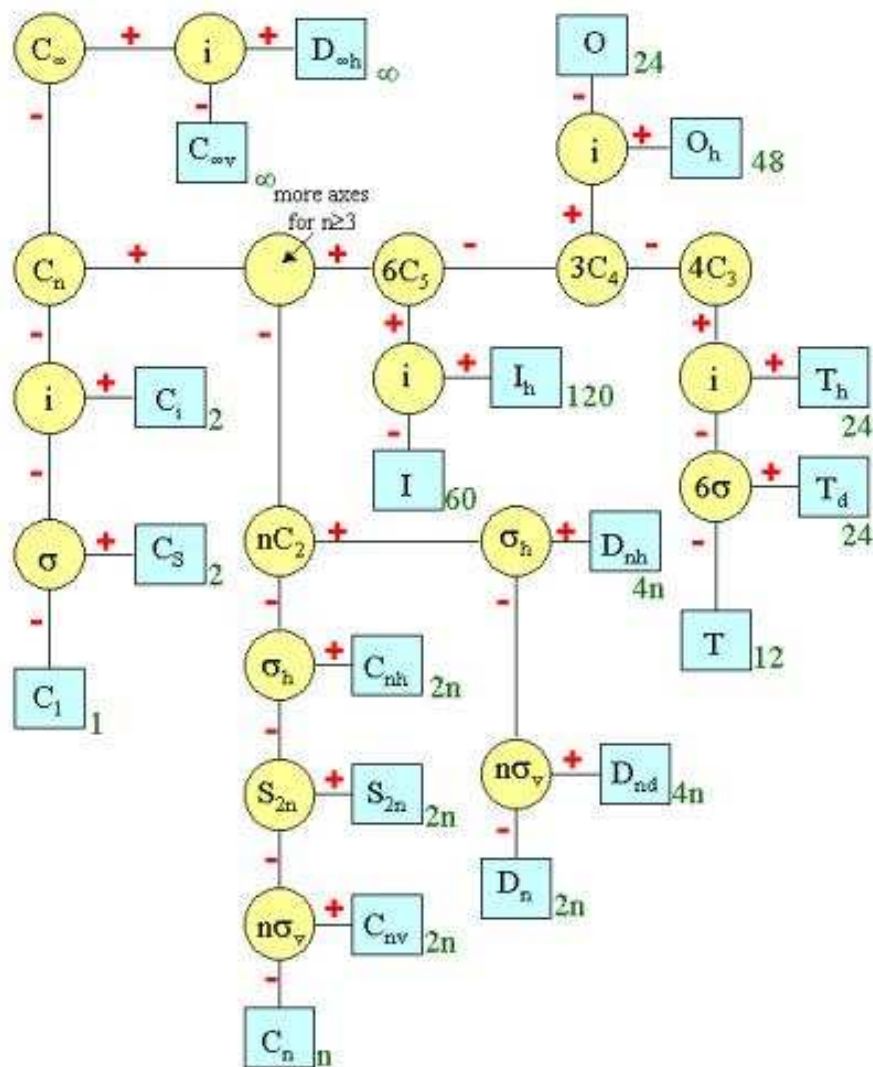 O
24
C∞
+
i
+
D∞h
∞
-
-
-
i
+
Oh
48
C∞v
∞
more axes
for n≥3
+
Cn
+
+
6C5
-
3C4
-
4C3
-
-
+
+
i
+
Ci
2
i
+
Ih
120
i
+
Th
24
-
-
-
I
60
6σ
+
Td
24
σ
+
CS
2
nC2
+
σh
+
Dnh
4n
-
-
-
-
C1
1
σh
+
Cnh
2n
T
12
-
S2n
+
S2n
2n
nσv
+
Dnd
4n
-
-
nσv
+
Cnv
2n
Dn
2n
-
Cn
n